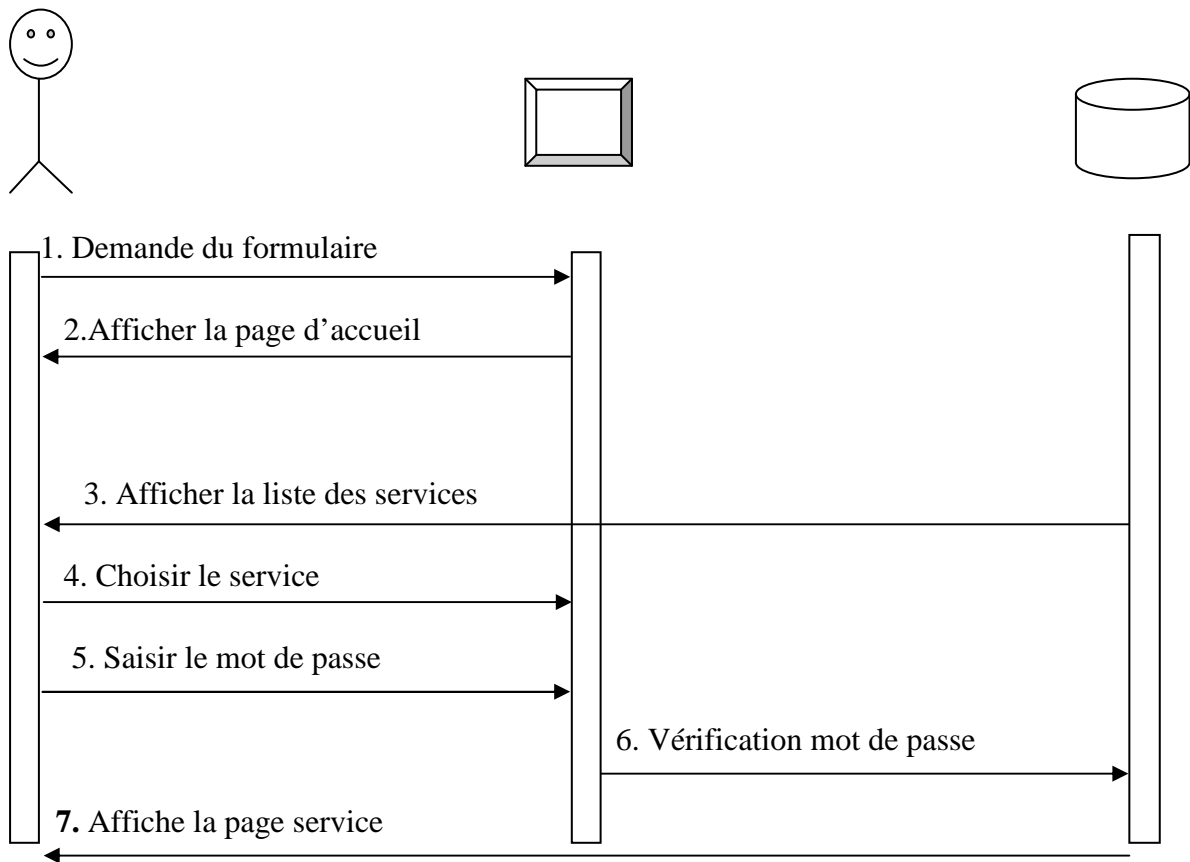 1. Demande du formulaire
2.Afficher la page d’accueil
3. Afficher la liste des services
4. Choisir le service
5. Saisir le mot de passe
6. Vérification mot de passe
7. Affiche la page service